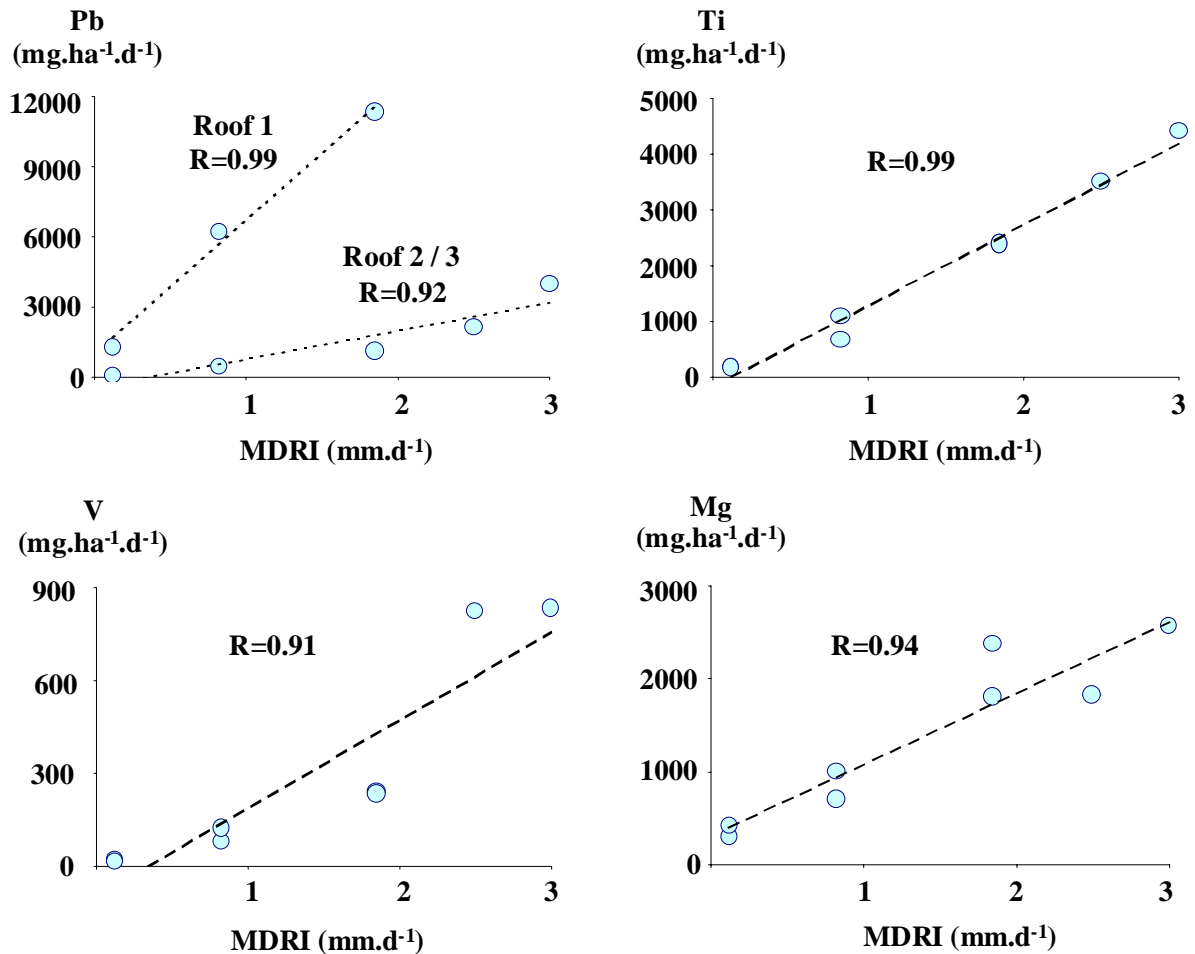 Pb
(mg.ha⁻¹.d⁻¹)
12000
9000
6000
3000
0
Roof 1
R=0.99
Roof 2 / 3
R=0.92
1 2 3
MDRI (mm.d⁻¹)
Ti
(mg.ha⁻¹.d⁻¹)
5000
4000
3000
2000
1000
0
R=0.99
1 2 3
MDRI (mm.d⁻¹)
V
(mg.ha⁻¹.d⁻¹)
900
600
300
0
R=0.91
1 2 3
MDRI (mm.d⁻¹)
Mg
(mg.ha⁻¹.d⁻¹)
3000
2000
1000
0
R=0.94
1 2 3
MDRI (mm.d⁻¹)